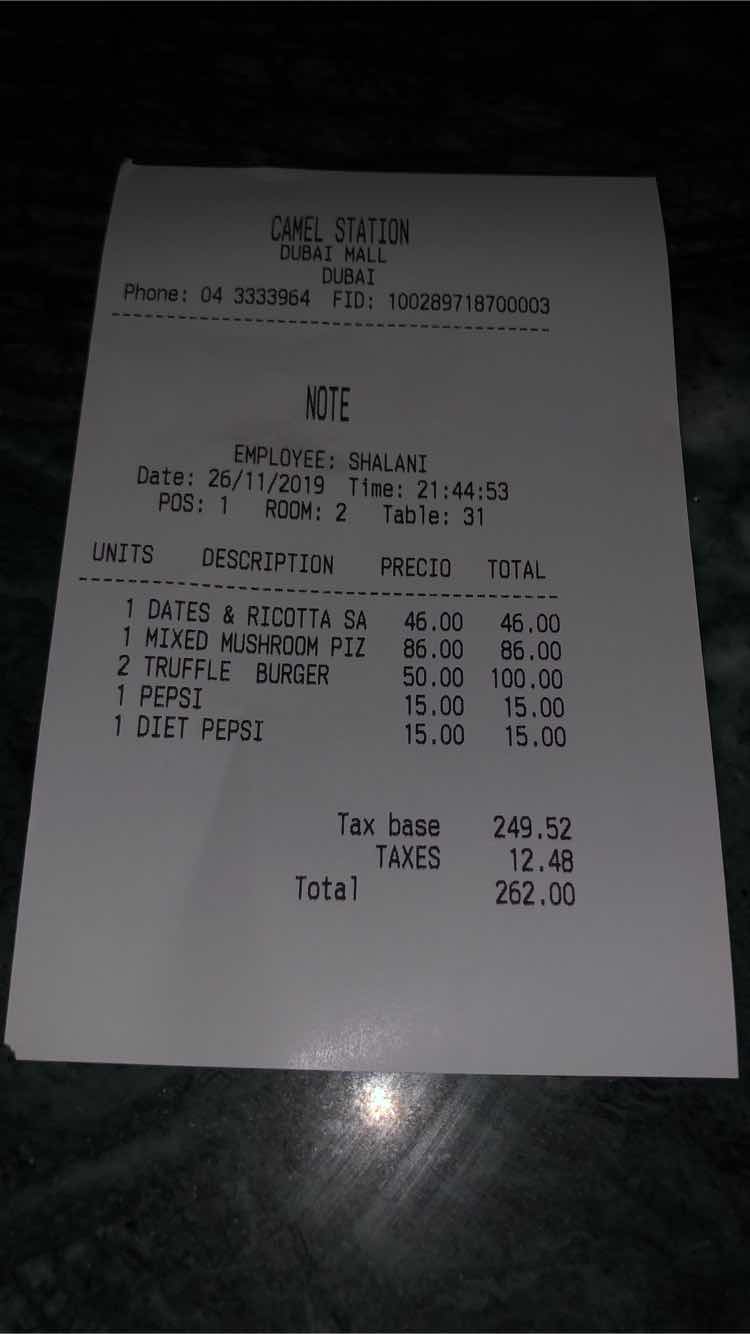 CAMEL STATION
DUBAI MALL
DUBAI
Phone: 04 3333964 FID: 100289718700003
NOTE
EMPLOYEE: SHALANI
Date: 26/11/2019 Time: 21:44:53
POS: 1 ROOM: 2 Table: 31
UNITS DESCRIPTION PRECIO TOTAL
1 DATES & RICOTTA SA 46.00 46.00
1 MIXED MUSHROOM PIZ 86.00 86.00
2 TRUFFLE BURGER 50.00 100.00
1 PEPSI 15.00 15.00
1 DIET PEPSI 15.00 15.00
Tax base 249.52
TAXES 12.48
Total 262.00